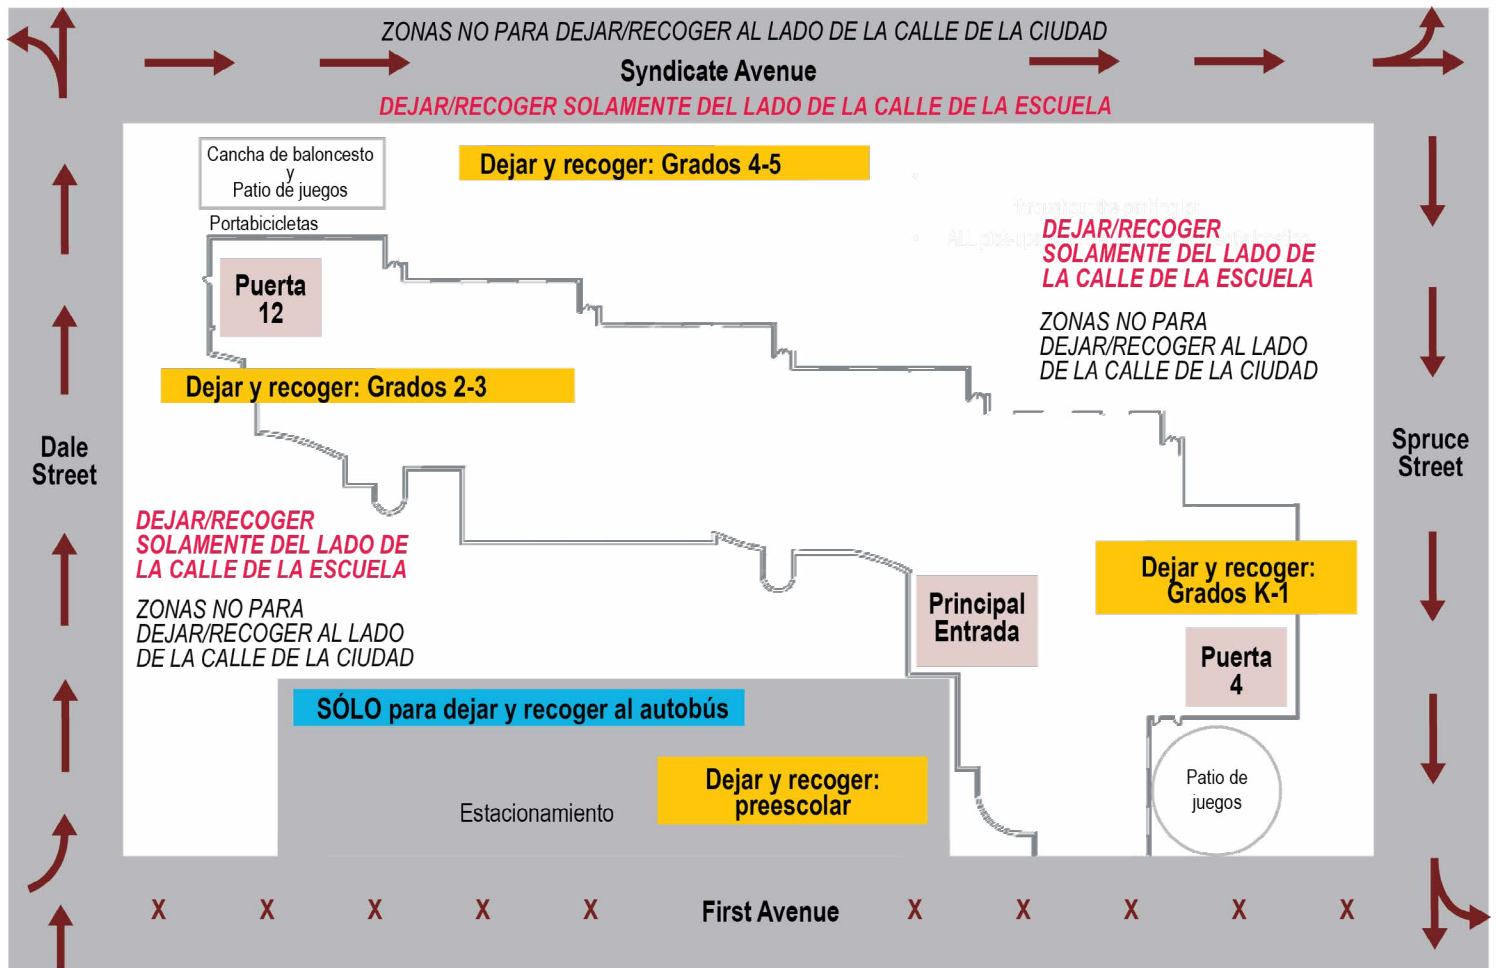 ZONAS NO PARA DEJAR/RECOGER AL LADO DE LA CALLE DE LA CIUDAD
Syndicate Avenue
DEJAR/RECOGER SOLAMENTE DEL LADO DE LA CALLE DE LA ESCUELA
Cancha de baloncesto
y
Patio de juegos
Portabicicletas
Dejar y recoger: Grados 4-5
DEJAR/RECOGER
SOLAMENTE DEL LADO DE
LA CALLE DE LA ESCUELA
ZONAS NO PARA
DEJAR/RECOGER AL LADO
DE LA CALLE DE LA CIUDAD
Puerta
12
Dejar y recoger: Grados 2-3
Dale
Street
Spruce
Street
DEJAR/RECOGER
SOLAMENTE DEL LADO DE
LA CALLE DE LA ESCUELA
ZONAS NO PARA
DEJAR/RECOGER AL LADO
DE LA CALLE DE LA CIUDAD
Principal
Entrada
Dejar y recoger:
Grados K-1
Puerta
4
SÓLO para dejar y recoger al autobús
Dejar y recoger:
preescolar
Estacionamiento
Patio de
juegos
X X X X X First Avenue X X X X X